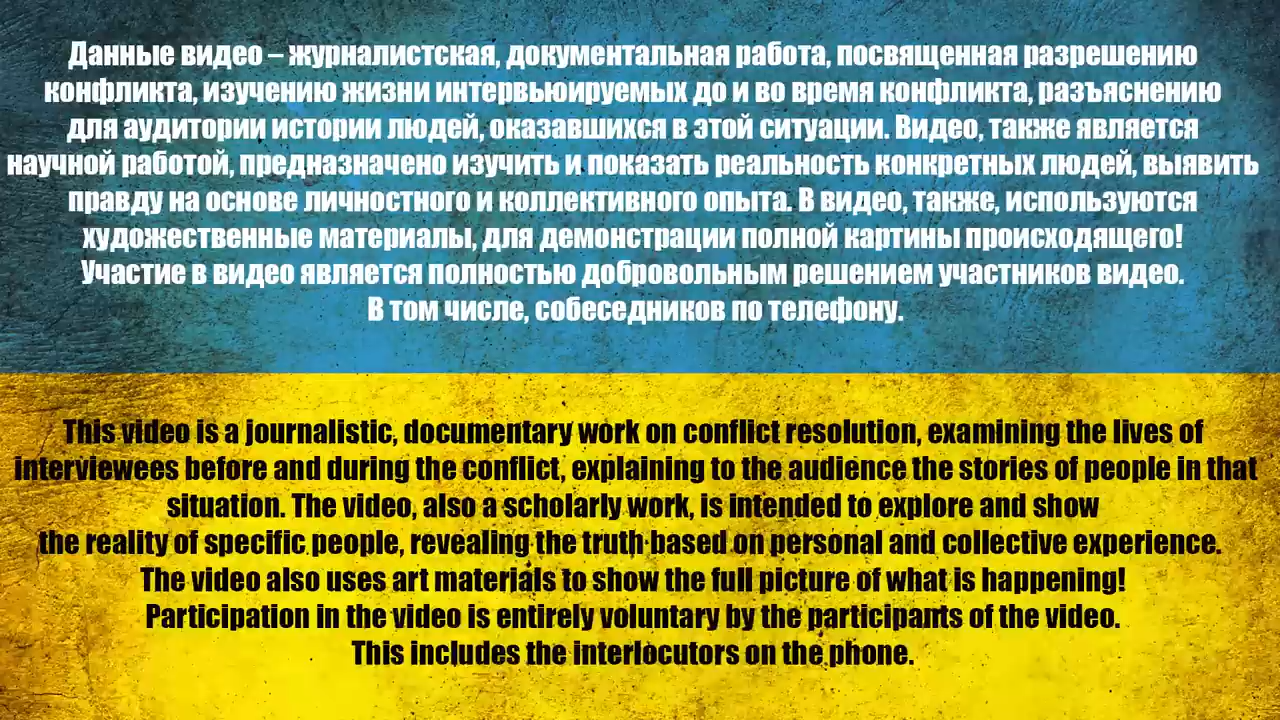 Данные видео – журналистская, документальная работа, посвященная разрешению
конфликта, изучению жизни интервьюируемых до и во время конфликта, разъяснению
для аудитории истории людей, оказавшихся в этой ситуации. Видео, также является
научной работой, предназначено изучить и показать реальность конкретных людей, выявить
правду на основе личностного и коллективного опыта. В видео, также, используются
художественные материалы, для демонстрации полной картины происходящего!
Участие в видео является полностью добровольным решением участников видео.
В том числе, собеседников по телефону.
This video is a journalistic, documentary work on conflict resolution, examining the lives of
interviewees before and during the conflict, explaining to the audience the stories of people in that
situation. The video, also a scholarly work, is intended to explore and show
the reality of specific people, revealing the truth based on personal and collective experience.
The video also uses art materials to show the full picture of what is happening!
Participation in the video is entirely voluntary by the participants of the video.
This includes the interlocutors on the phone.